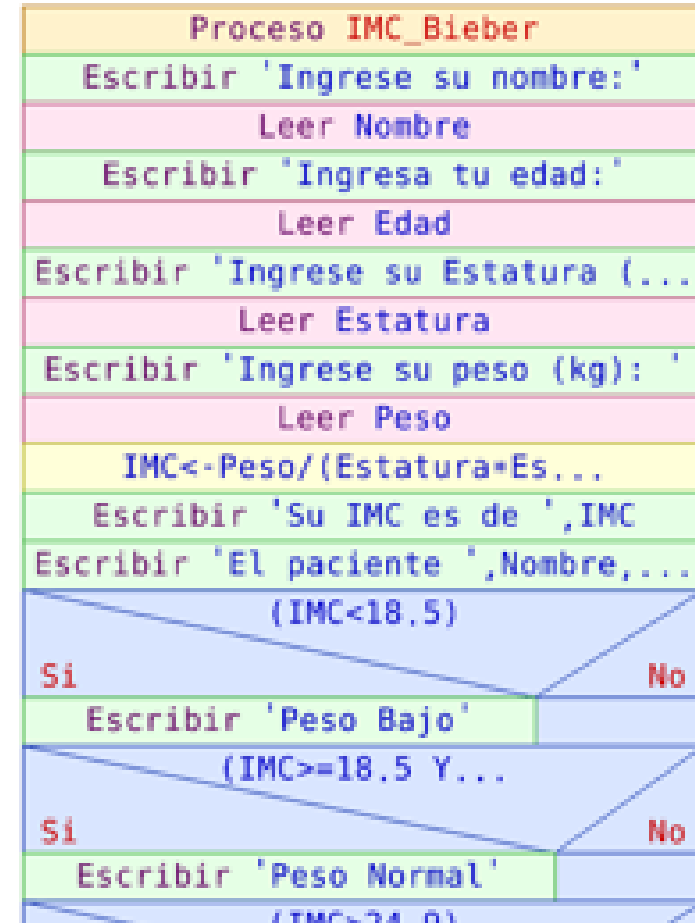 Proceso IMC_Bieber
Escribir 'Ingrese su nombre:'
Leer Nombre
Escribir 'Ingresa tu edad:'
Leer Edad
Escribir 'Ingrese su Estatura (...
Leer Estatura
Escribir 'Ingrese su peso (kg): '
Leer Peso
IMC<-Peso/(Estatura*Es...
Escribir 'Su IMC es de ',IMC
Escribir 'El paciente ',Nombre,...
(IMC<18.5)
Si No
Escribir 'Peso Bajo'
(IMC>=18.5 Y...
Si No
Escribir 'Peso Normal'
(IMC>24.9)